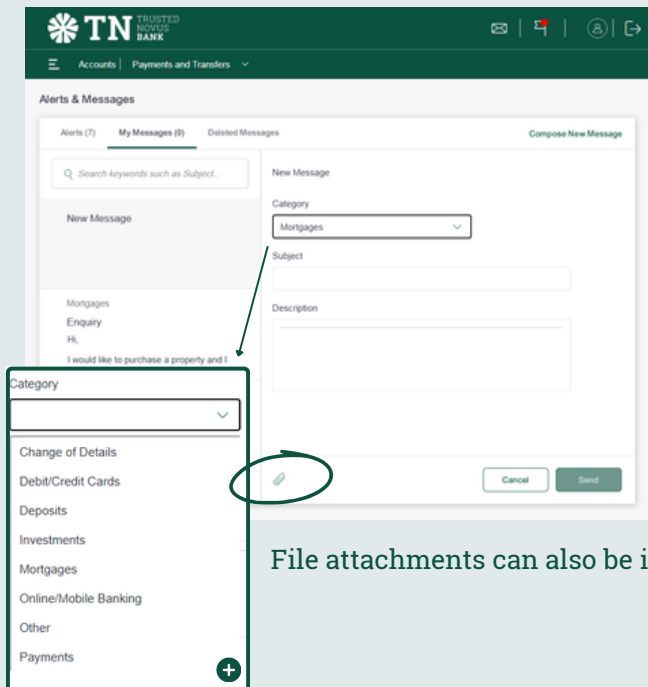 TN TRUSTED
NOVUS
BANK
Accounts | Payments and Transfers
Alerts & Messages
Alerts (7) My Messages (0) Deleted Messages Compose New Message
Search keywords such as Subject...
New Message
Mortgages
Enquiry
Hi,
I would like to purchase a property and I
New Message
Category
Mortgages
Subject
Description
Cancel Send
Category
Change of Details
Debit/Credit Cards
Deposits
Investments
Mortgages
Online/Mobile Banking
Other
Payments
File attachments can also be i